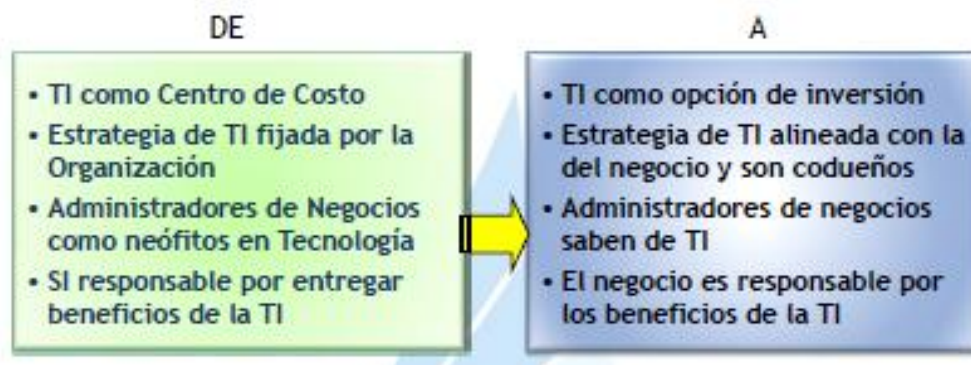 DE
• TI como Centro de Costo
• Estrategia de TI fijada por la
Organización
• Administradores de Negocios
como neófitos en Tecnología
• SI responsable por entregar
beneficios de la TI
A
• TI como opción de inversión
• Estrategia de TI alineada con la
del negocio y son codueños
• Administradores de negocios
saben de TI
• El negocio es responsable por
los beneficios de la TI